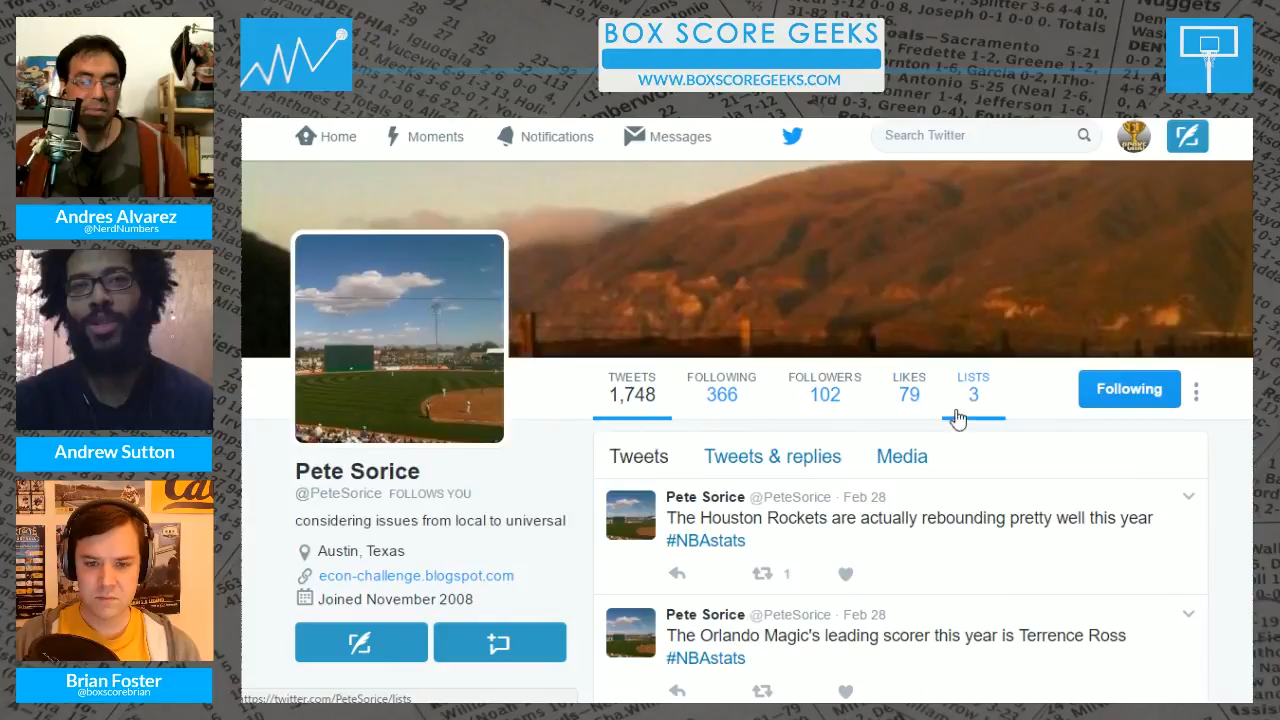 BOX SCORE GEEKS
WWW.BOXSCOREGEEKS.COM
Andres Alvarez
@NerdNumbers
Andrew Sutton
Cal
Brian Foster
@boxscorebrian
Home
Moments
Notifications
Messages
Search Twitter
TWEETS
1,748
FOLLOWING
366
FOLLOWERS
102
LIKES
79
LISTS
3
Following
Pete Sorice
@PeteSorice FOLLOWS YOU
considering issues from local to universal
Austin, Texas
econ-challenge.blogspot.com
Joined November 2008
Tweets
Tweets & replies
Media
Pete Sorice @PeteSorice · Feb 28
The Houston Rockets are actually rebounding pretty well this year
#NBAstats
1
Pete Sorice @PeteSorice · Feb 28
The Orlando Magic's leading scorer this year is Terrence Ross
#NBAstats
https://twitter.com/PeteSorice/lists